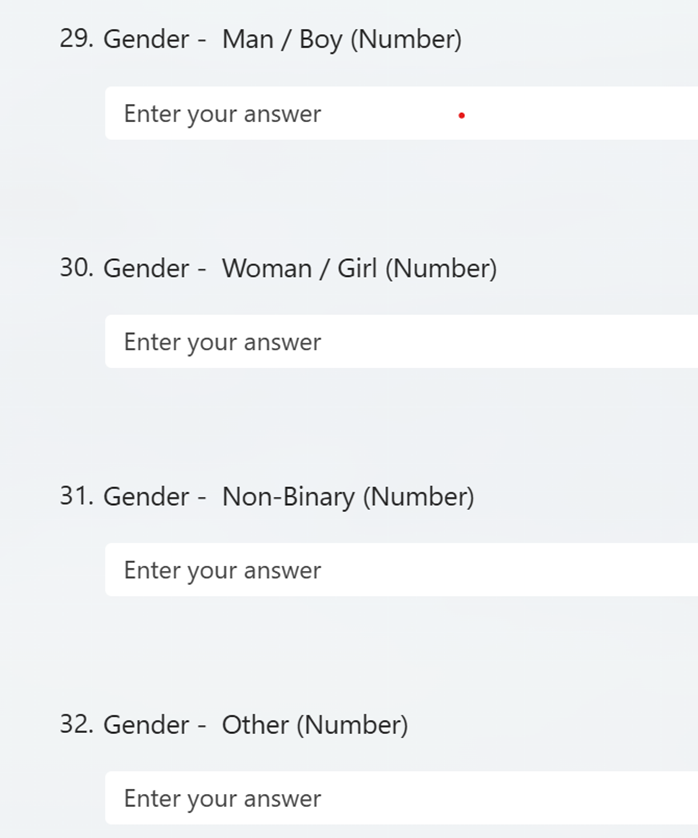 29. Gender - Man / Boy (Number)
Enter your answer
30. Gender - Woman / Girl (Number)
Enter your answer
31. Gender - Non-Binary (Number)
Enter your answer
32. Gender - Other (Number)
Enter your answer